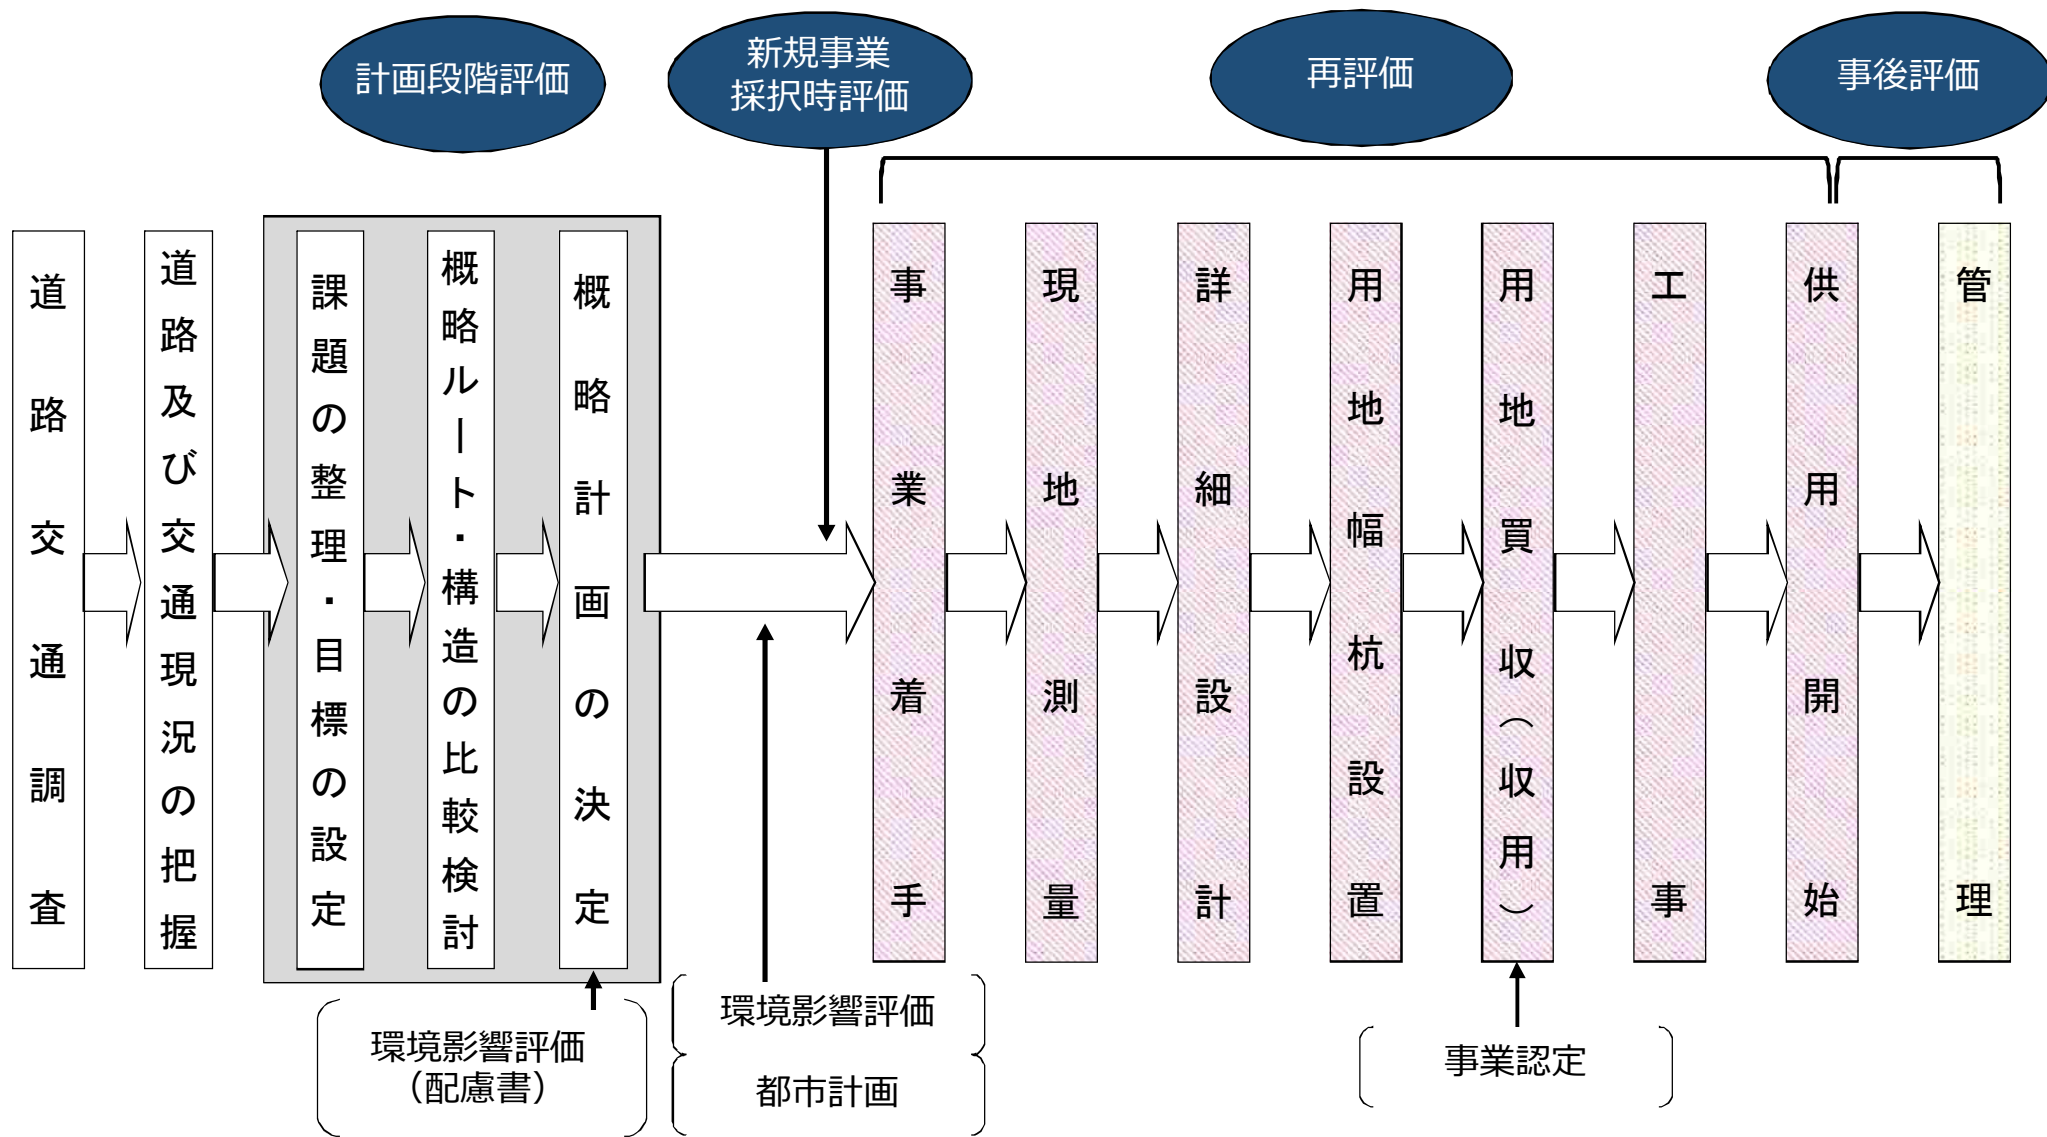 計画段階評価
新規事業
採択時評価
再評価
事後評価
道路交通調査
道路及び交通現況の把握
課題の整理・目標の設定
概略ルート・構造の比較検討
概略計画の決定
事業着手
現地測量
詳細設計
用地幅杭設置
用地買収（収用）
工事
供用開始
管理
環境影響評価
（配慮書）
環境影響評価
都市計画
事業認定